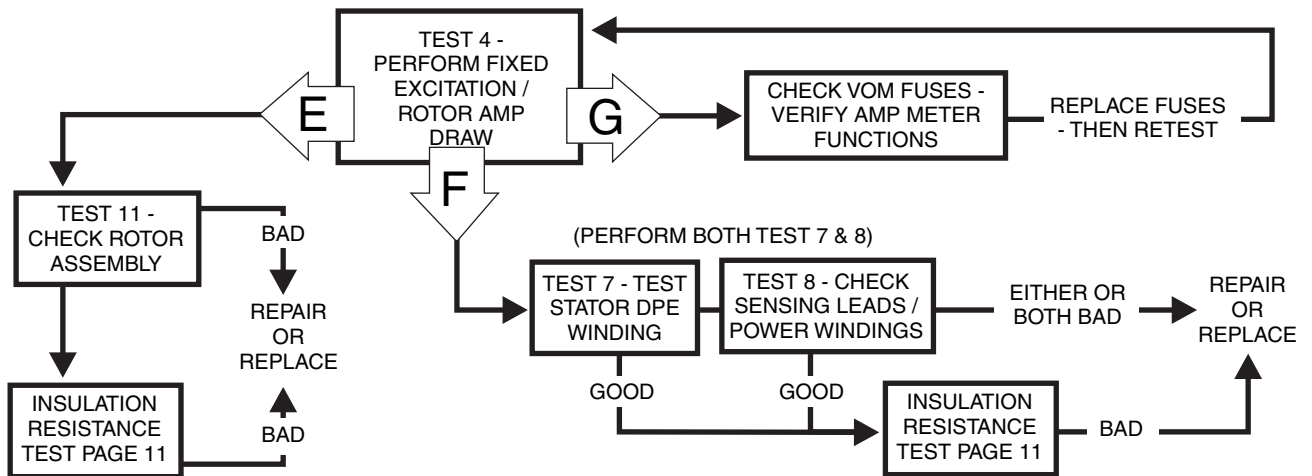 TEST 4 -
PERFORM FIXED
EXCITATION /
ROTOR AMP
DRAW
E
G
F
CHECK VOM FUSES -
VERIFY AMP METER
FUNCTIONS
REPLACE FUSES
- THEN RETEST
TEST 11 -
CHECK ROTOR
ASSEMBLY
BAD
REPAIR
OR
REPLACE
INSULATION
RESISTANCE
TEST PAGE 11
BAD
(PERFORM BOTH TEST 7 & 8)
TEST 7 - TEST
STATOR DPE
WINDING
TEST 8 - CHECK
SENSING LEADS /
POWER WINDINGS
EITHER OR
BOTH BAD
REPAIR
OR
REPLACE
GOOD
GOOD
INSULATION
RESISTANCE
TEST PAGE 11
BAD